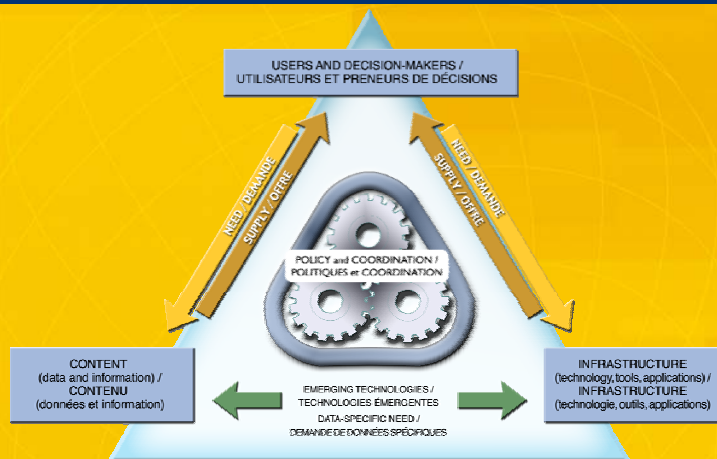 USERS AND DECISION-MAKERS /
UTILISATEURS ET PRENEURS DE DÉCISIONS
NEED / DEMANDE
SUPPLY / OFFRE
NEED / DEMANDE
SUPPLY / OFFRE
POLICY and COORDINATION /
POLITIQUES et COORDINATION
CONTENT
(data and information) /
CONTENU
(données et information)
EMERGING TECHNOLOGIES /
TECHNOLOGIES ÉMERGENTES
DATA-SPECIFIC NEED /
DEMANDE DE DONNÉES SPÉCIFIQUES
INFRASTRUCTURE
(technology, tools, applications) /
INFRASTRUCTURE
(technologie, outils, applications)